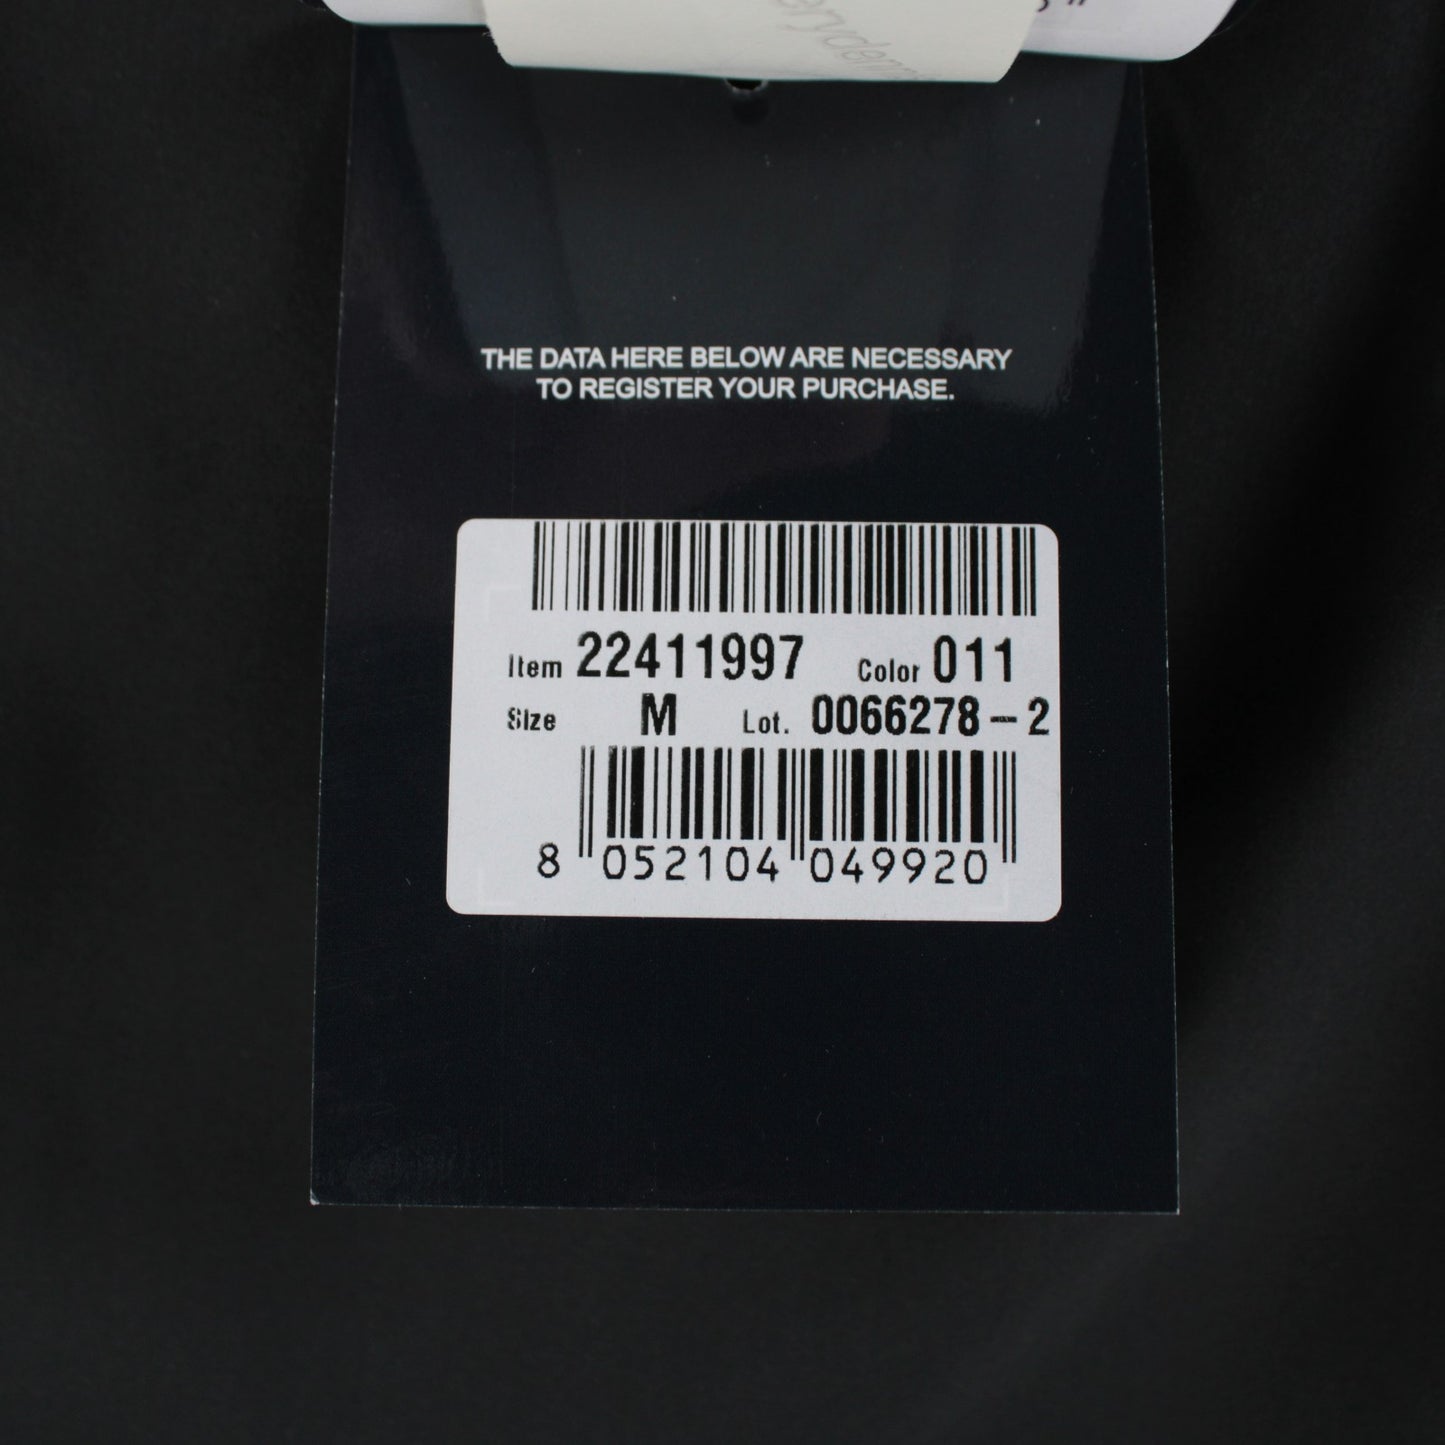 THE DATA HERE BELOW ARE NECESSARY
TO REGISTER YOUR PURCHASE.
Item 22411997 Color 011
Size M Lot. 0066278-2
8 052104 049920